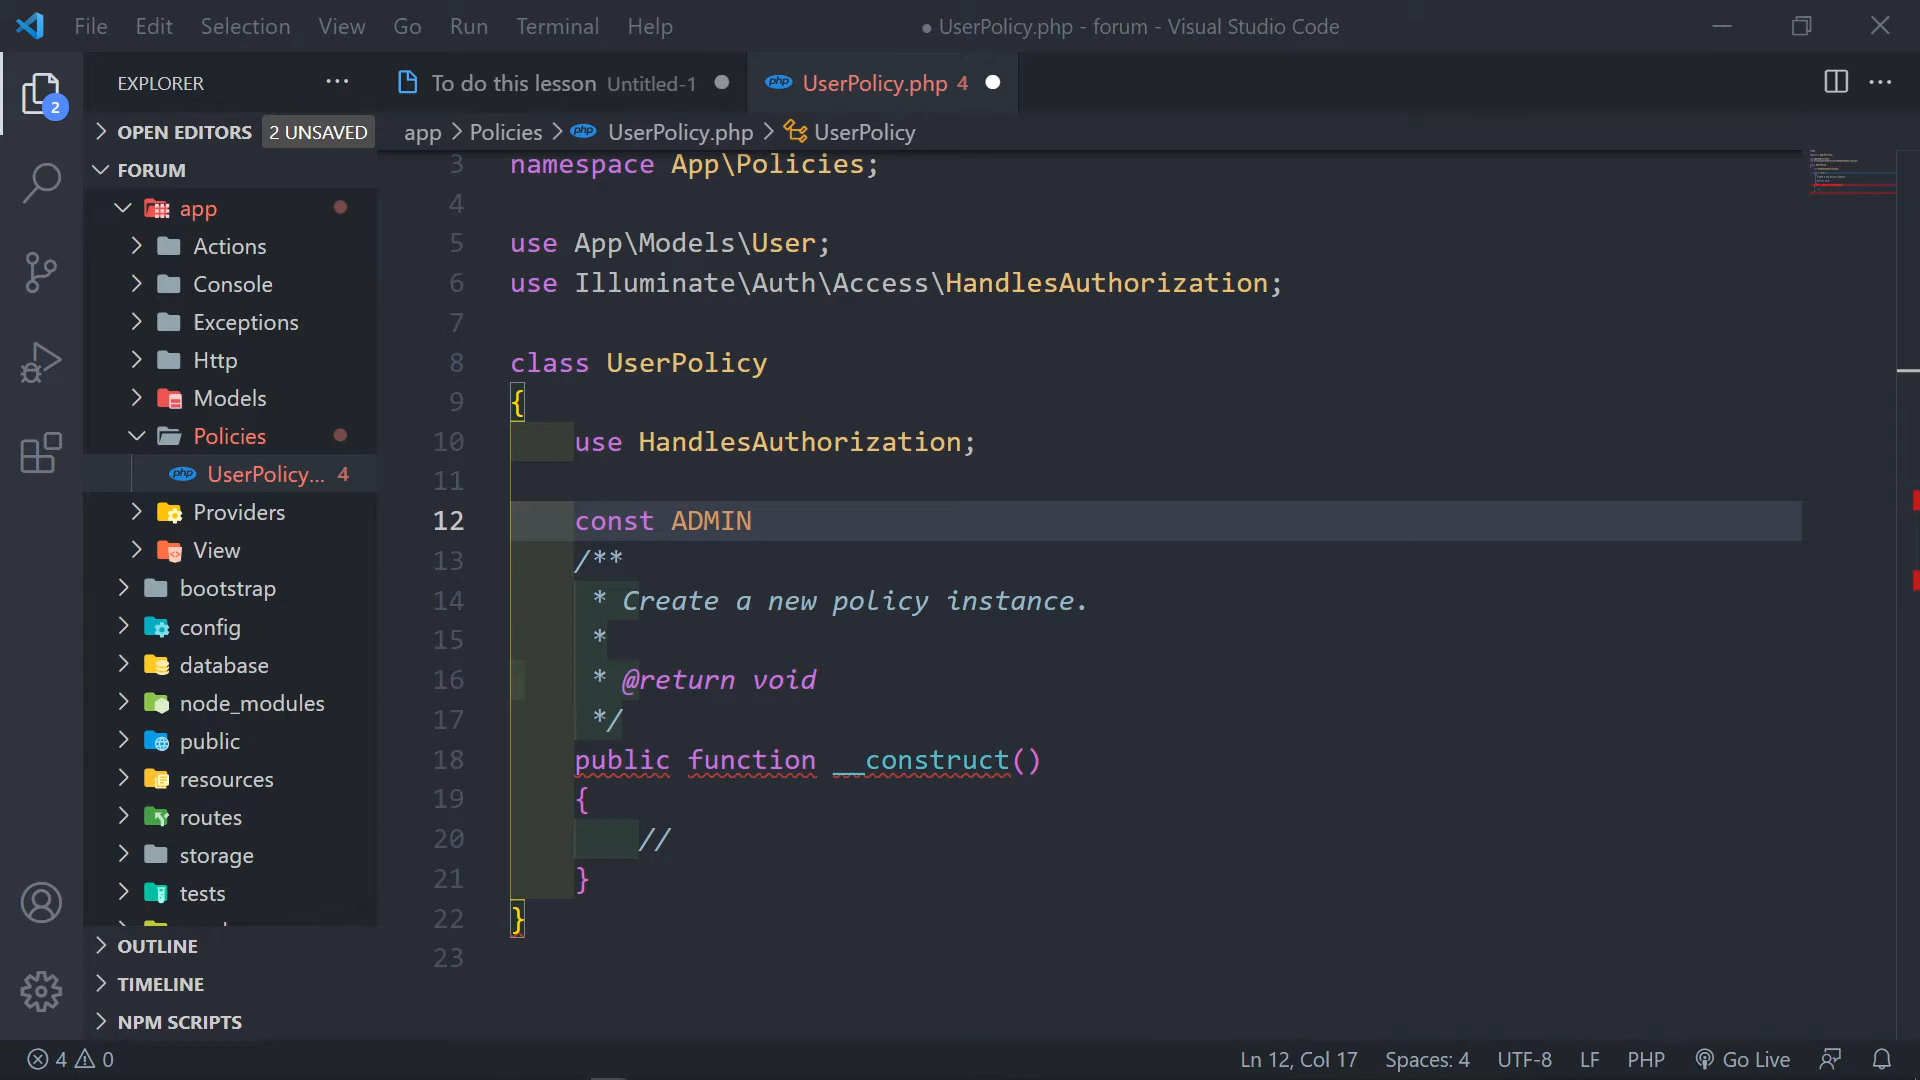 File Edit Selection View Go Run Terminal Help
● UserPolicy.php - forum - Visual Studio Code
EXPLORER
To do this lesson Untitled-1
php UserPolicy.php 4
2
OPEN EDITORS 2 UNSAVED
app > Policies > php UserPolicy.php > UserPolicy
FORUM
app
Actions
Console
Exceptions
Http
Models
Policies
php UserPolicy... 4
Providers
View
bootstrap
config
database
node_modules
public
resources
routes
storage
tests
OUTLINE
TIMELINE
NPM SCRIPTS
3 namespace App\Policies;
4
5 use App\Models\User;
6 use Illuminate\Auth\Access\HandlesAuthorization;
7
8 class UserPolicy
9 {
10 use HandlesAuthorization;
11
12 const ADMIN
13 /**
14 * Create a new policy instance.
15 *
16 * @return void
17 */
18 public function __construct()
19 {
20 //
21 }
22 }
23
4 0
Ln 12, Col 17 Spaces: 4 UTF-8 LF PHP Go Live